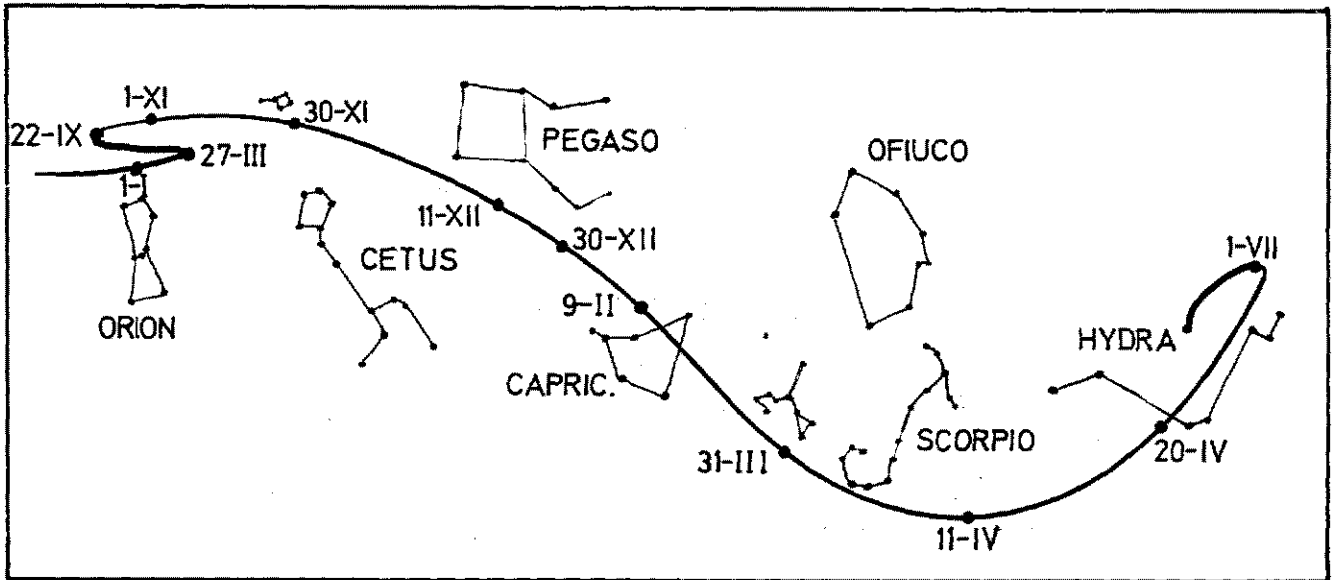 1-XI
30-XI
22-IX
27-III
1-I
PEGASO
OFIUCO
11-XII
30-XII
CETUS
1-VII
9-II
ORION
HYDRA
CAPRIC.
31-III
SCORPIO
20-IV
11-IV